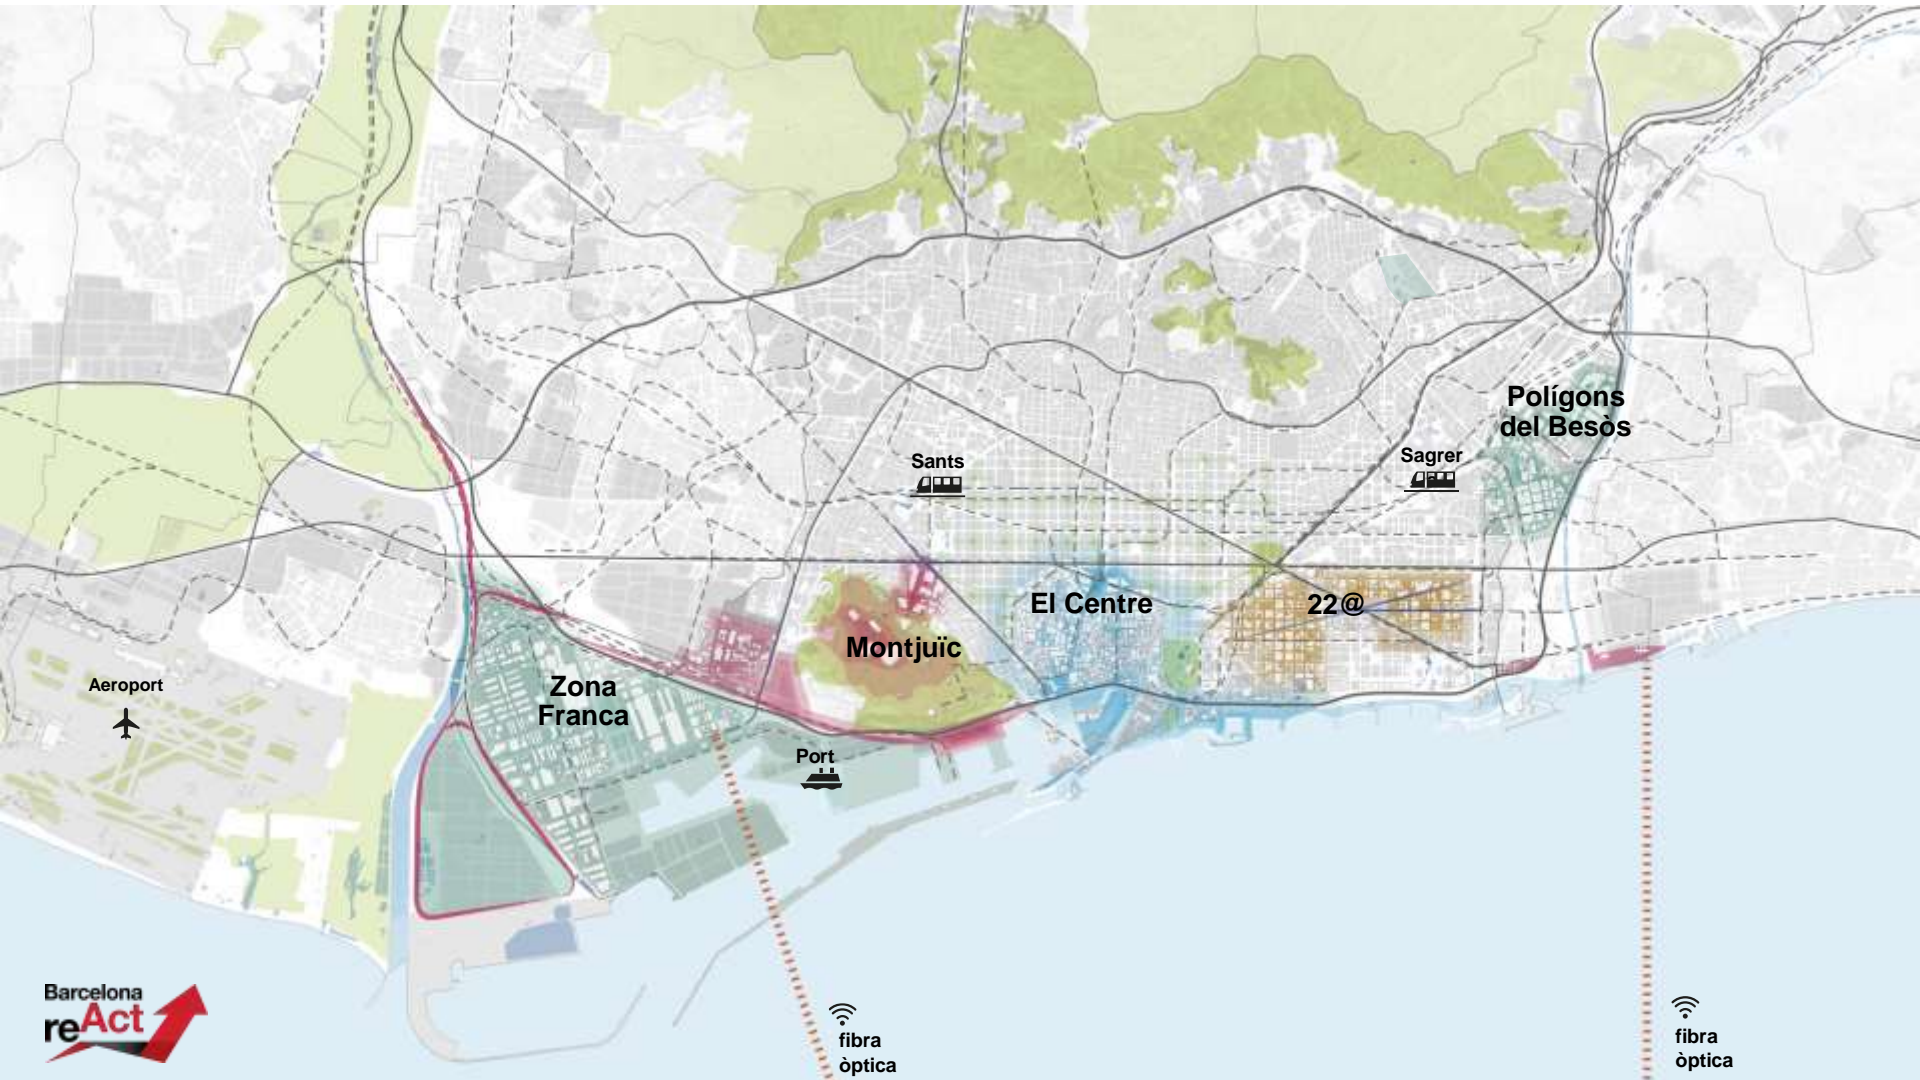 Polígons
del Besòs
Sants
Sagrer
El Centre
22@
Montjuïc
Aeroport
Zona
Franca
Port
Barcelona
reAct
fibra
òptica
fibra
òptica